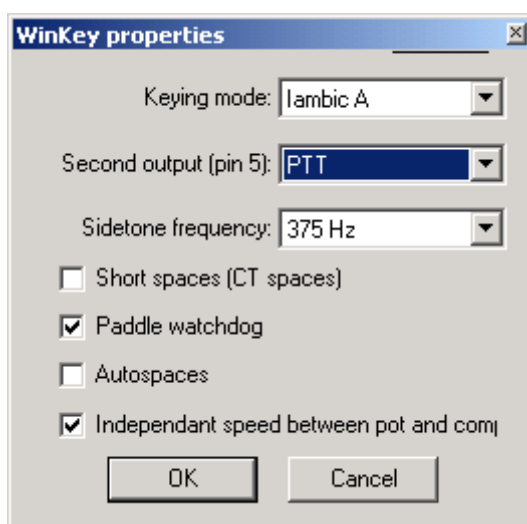 WinKey properties
Keying mode: Iambic A
Second output (pin 5): PTT
Sidetone frequency: 375 Hz
Short spaces (CT spaces)
Paddle watchdog
Autospaces
Independant speed between pot and comp
OK Cancel